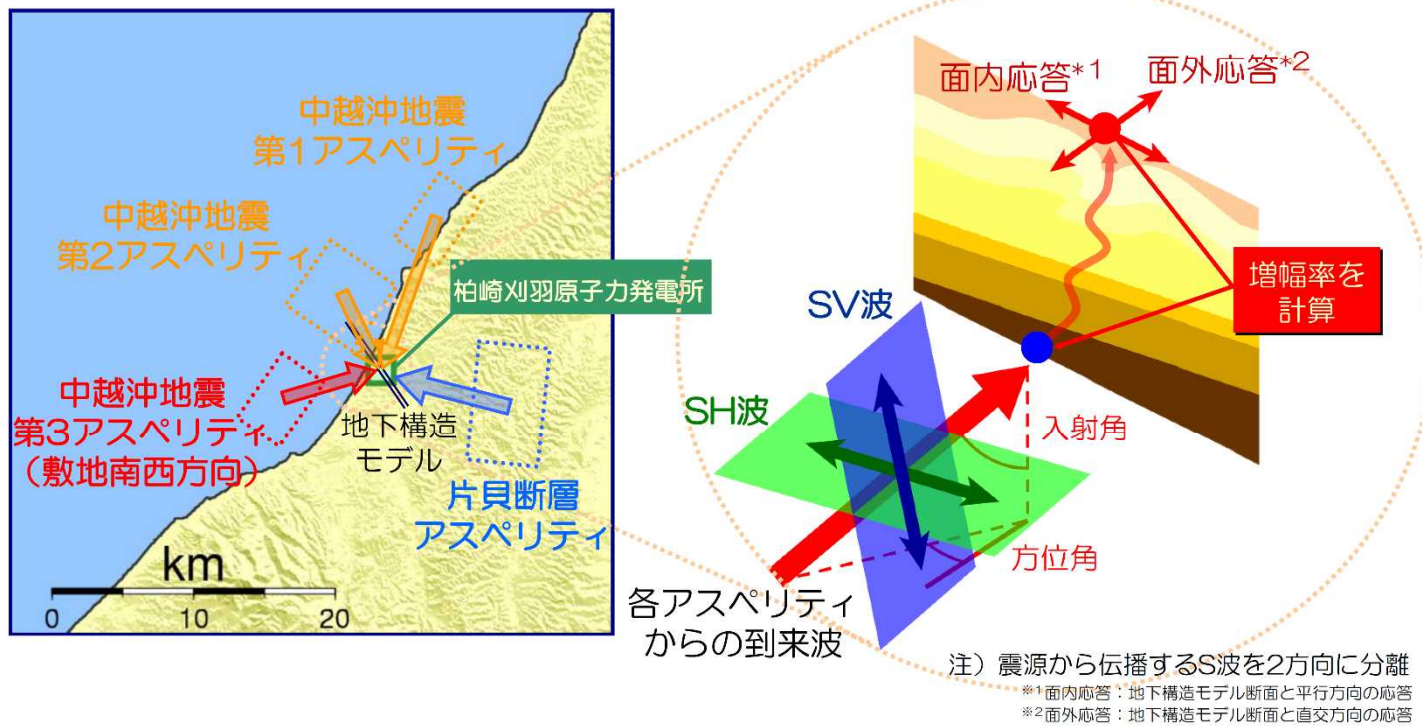 中越沖地震
第1アスペリティ
中越沖地震
第2アスペリティ
柏崎刈羽原子力発電所
中越沖地震
第3アスペリティ
（敷地南西方向）
地下構造
モデル
片貝断層
アスペリティ
km
0 10 20
面内応答*1
面外応答*2
増幅率を
計算
SV波
SH波
入射角
方位角
各アスペリティ
からの到来波
注）震源から伝播するS波を2方向に分離
※1面内応答：地下構造モデル断面と平行方向の応答
※2面外応答：地下構造モデル断面と直交方向の応答